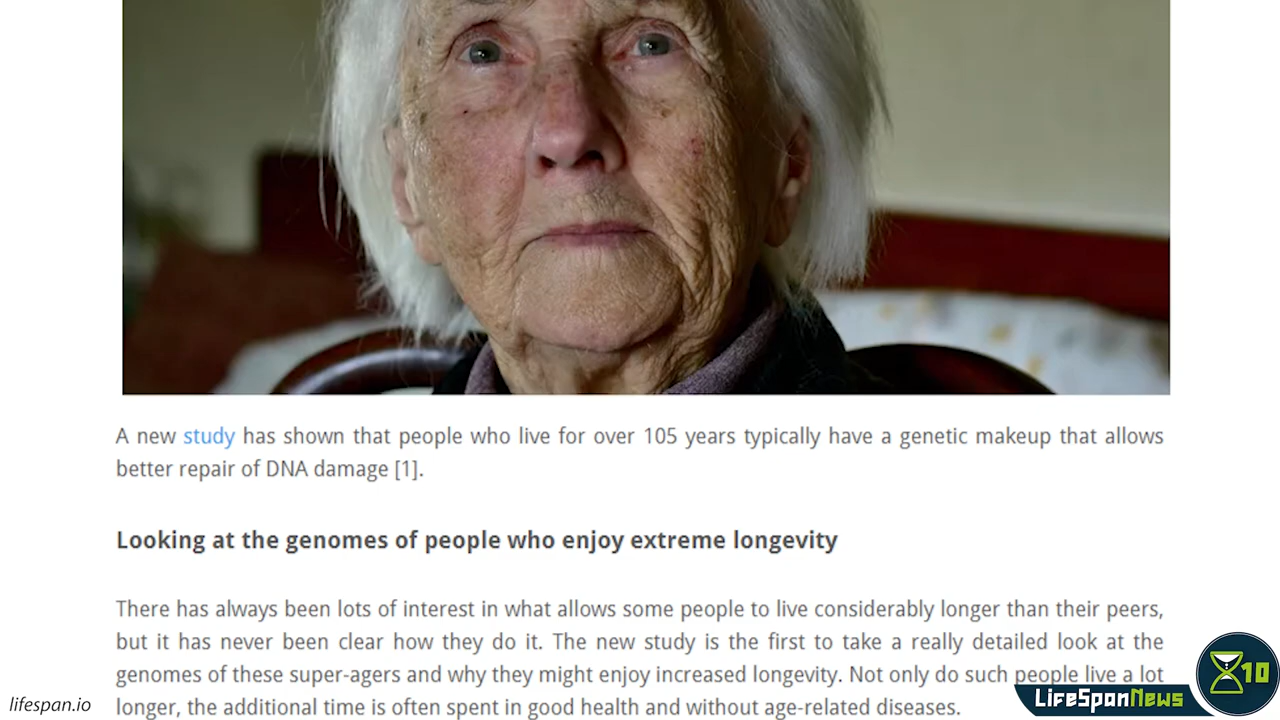 A new study has shown that people who live for over 105 years typically have a genetic makeup that allows
better repair of DNA damage [1].
Looking at the genomes of people who enjoy extreme longevity
There has always been lots of interest in what allows some people to live considerably longer than their peers,
but it has never been clear how they do it. The new study is the first to take a really detailed look at the
genomes of these super-agers and why they might enjoy increased longevity. Not only do such people live a lot
longer, the additional time is often spent in good health and without age-related diseases.
lifespan.io
LifeSpanNews
10